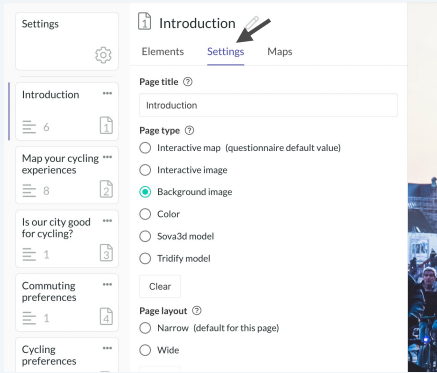 Settings
Introduction
6
1
Map your cycling
experiences
8
2
Is our city good
for cycling?
1
3
Commuting
preferences
1
4
Cycling
preferences
1
Introduction
Elements
Settings
Maps
Page title ?
Introduction
Page type ?
Interactive map (questionnaire default value)
Interactive image
Background image
Color
Sova3d model
Tridify model
Clear
Page layout ?
Narrow (default for this page)
Wide